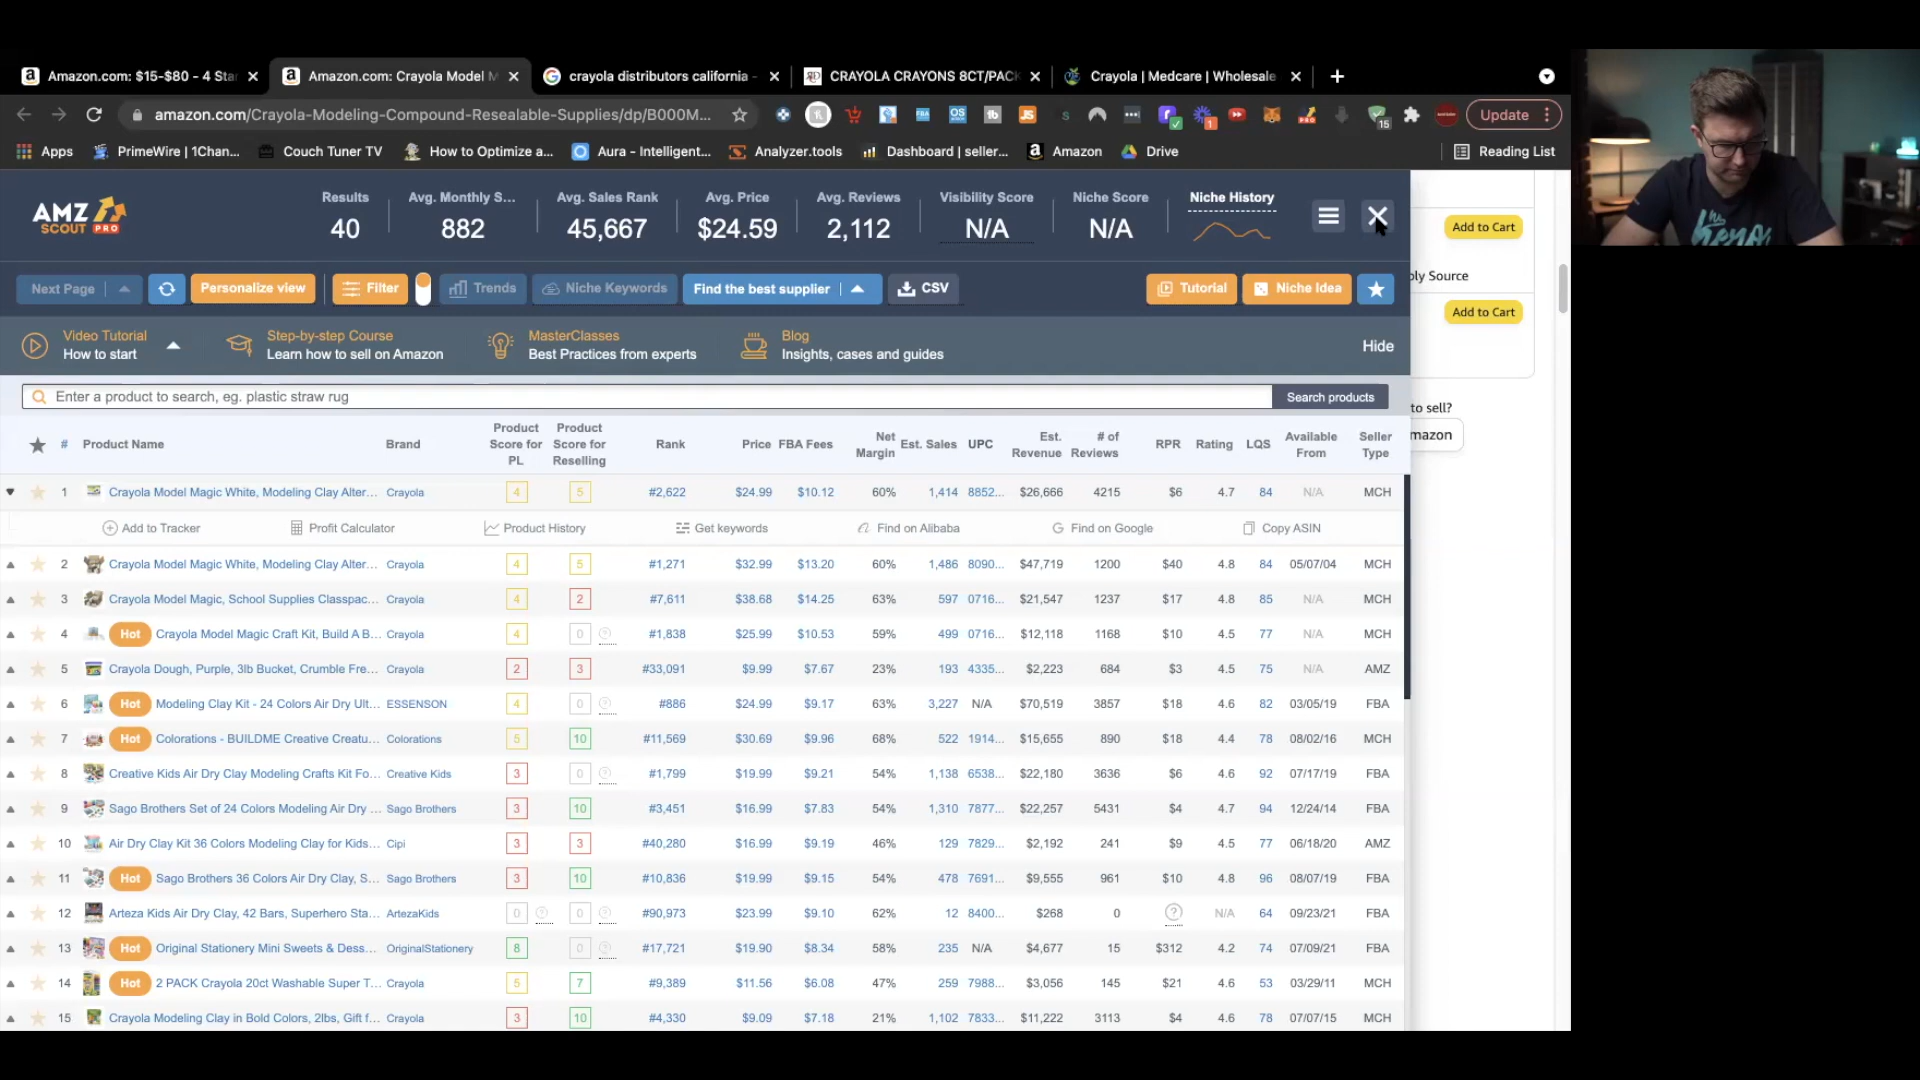 Amazon.com: $15-$80 - 4 Sta
Amazon.com: Crayola Model M
crayola distributors california -
CRAYOLA CRAYONS 8CT/PACK
Crayola | Medcare | Wholesale
amazon.com/Crayola-Modeling-Compound-Resealable-Supplies/dp/B000M...
Update
Apps
PrimeWire | 1Chan...
Couch Tuner TV
How to Optimize a...
Aura - Intelligent...
Analyzer.tools
Dashboard | seller...
Amazon
Drive
Reading List
AMZ
SCOUT PRO
Results 40
Avg. Monthly S... 882
Avg. Sales Rank 45,667
Avg. Price $24.59
Avg. Reviews 2,112
Visibility Score N/A
Niche Score N/A
Niche History
Next Page
Personalize view
Filter
Trends
Niche Keywords
Find the best supplier
CSV
Tutorial
Niche Idea
Video Tutorial
How to start
Step-by-step Course
Learn how to sell on Amazon
MasterClasses
Best Practices from experts
Blog
Insights, cases and guides
Hide
Enter a product to search, eg. plastic straw rug
Search products
# Product Name Brand Product Score for PL Product Score for Reselling Rank Price FBA Fees Net Margin Est. Sales UPC Est. Revenue # of Reviews RPR Rating LQS Available From Seller Type
1 Crayola Model Magic White, Modeling Clay Alter... Crayola 4 5 #2,622 $24.99 $10.12 60% 1,414 8852... $26,666 4215 $6 4.7 84 N/A MCH
Add to Tracker Profit Calculator Product History Get keywords Find on Alibaba Find on Google Copy ASIN
2 Crayola Model Magic White, Modeling Clay Alter... Crayola 4 5 #1,271 $32.99 $13.20 60% 1,486 8090... $47,719 1200 $40 4.8 84 05/07/04 MCH
3 Crayola Model Magic, School Supplies Classpac... Crayola 4 2 #7,611 $38.68 $14.25 63% 597 0716... $21,547 1237 $17 4.8 85 N/A MCH
4 Hot Crayola Model Magic Craft Kit, Build A B... Crayola 4 0 #1,838 $25.99 $10.53 59% 499 0716... $12,118 1168 $10 4.5 77 N/A MCH
5 Crayola Dough, Purple, 3lb Bucket, Crumble Fre... Crayola 2 3 #33,091 $9.99 $7.67 23% 193 4335... $2,223 684 $3 4.5 75 N/A AMZ
6 Hot Modeling Clay Kit - 24 Colors Air Dry Ult... ESSENSON 4 0 #886 $24.99 $9.17 63% 3,227 N/A $70,519 3857 $18 4.6 82 03/05/19 FBA
7 Hot Colorations - BUILDME Creative Creatu... Colorations 5 10 #11,569 $30.69 $9.96 68% 522 1914... $15,655 890 $18 4.4 78 08/02/16 MCH
8 Creative Kids Air Dry Clay Modeling Crafts Kit Fo... Creative Kids 3 0 #1,799 $19.99 $9.21 54% 1,138 6538... $22,180 3636 $6 4.6 92 07/17/19 FBA
9 Sago Brothers Set of 24 Colors Modeling Air Dry ... Sago Brothers 3 10 #3,451 $16.99 $7.83 54% 1,310 7877... $22,257 5431 $4 4.7 94 12/24/14 FBA
10 Air Dry Clay Kit 36 Colors Modeling Clay for Kids... Cipi 3 3 #40,280 $16.99 $9.19 46% 129 7829... $2,192 241 $9 4.5 77 06/18/20 AMZ
11 Hot Sago Brothers 36 Colors Air Dry Clay, S... Sago Brothers 3 10 #10,836 $19.99 $9.15 54% 478 7691... $9,555 961 $10 4.8 96 08/07/19 FBA
12 Arteza Kids Air Dry Clay, 42 Bars, Superhero Sta... ArtezaKids 0 0 #90,973 $23.99 $9.10 62% 12 8400... $268 0 N/A 64 09/23/21 FBA
13 Hot Original Stationery Mini Sweets & Dess... OriginalStationery 8 0 #17,721 $19.90 $8.34 58% 235 N/A $4,677 15 $312 4.2 74 07/09/21 FBA
14 Hot 2 PACK Crayola 20ct Washable Super T... Crayola 5 7 #9,389 $11.56 $6.08 47% 259 7988... $3,056 145 $21 4.6 53 03/29/11 MCH
15 Crayola Modeling Clay in Bold Colors, 2lbs, Gift f... Crayola 3 10 #4,330 $9.09 $7.18 21% 1,102 7833... $11,222 3113 $4 4.6 78 07/07/15 MCH
Add to Cart
ply Source
Add to Cart
to sell?
mazon